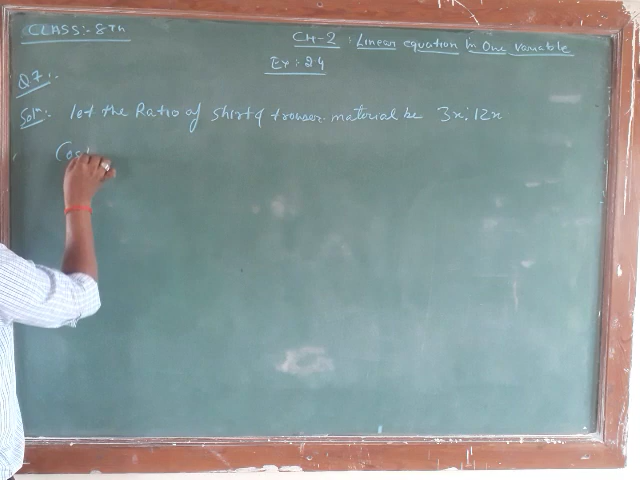 CLASS:- 8Th
CH-2 : Linear equation In One Variable
Ex: 2.4
Q7:-
Solⁿ:- let the Ratio of Shirt & trouser material be 3x:12x
Cos